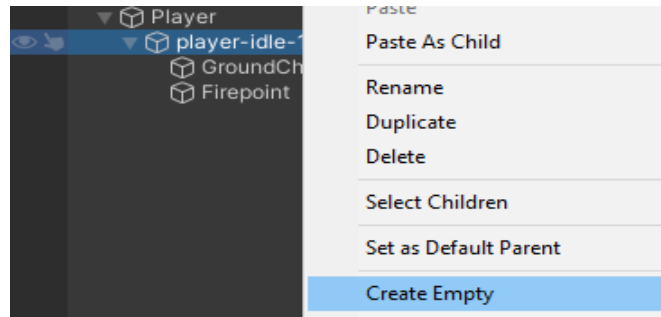 Player
player-idle-1
GroundCh
Firepoint
Paste
Paste As Child
Rename
Duplicate
Delete
Select Children
Set as Default Parent
Create Empty